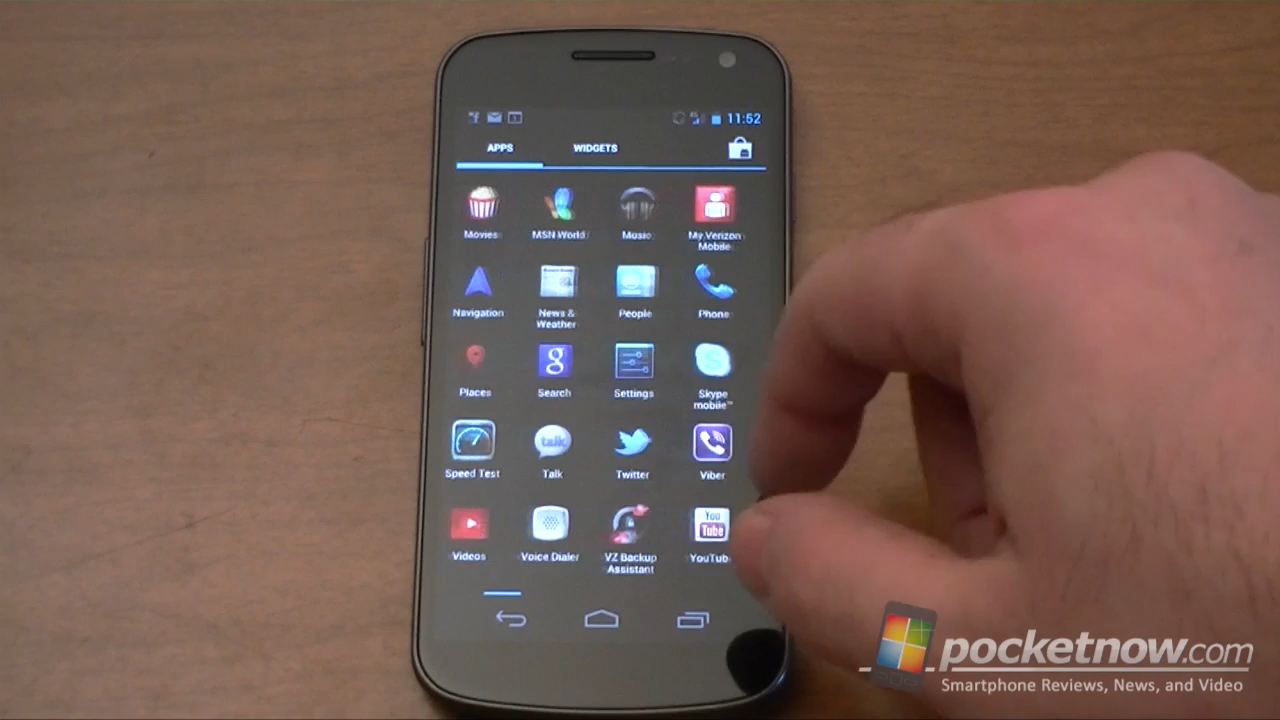 11:52
APPS WIDGETS
Movies MSN World Music My Verizon
Mobile
Navigation News & People Phone
Weather
g
Places Search Settings Skype
mobile™
talk
Speed Test Talk Twitter Viber
You
Tube
Videos Voice Dialer VZ Backup YouTube
Assistant
pocketnow.com
Smartphone Reviews, News, and Video